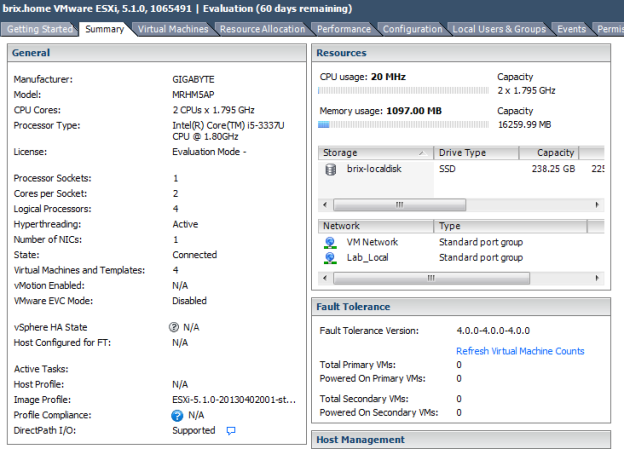 brix.home VMware ESXi, 5.1.0, 1065491 | Evaluation (60 days remaining)
Getting Started Summary Virtual Machines Resource Allocation Performance Configuration Local Users & Groups Events Permis
General
Manufacturer: GIGABYTE
Model: MRHM5AP
CPU Cores: 2 CPUs x 1.795 GHz
Processor Type: Intel(R) Core(TM) i5-3337U
CPU @ 1.80GHz
License: Evaluation Mode -
Processor Sockets: 1
Cores per Socket: 2
Logical Processors: 4
Hyperthreading: Active
Number of NICs: 1
State: Connected
Virtual Machines and Templates: 4
vMotion Enabled: N/A
VMware EVC Mode: Disabled
vSphere HA State N/A
Host Configured for FT: N/A
Active Tasks:
Host Profile: N/A
Image Profile: ESXi-5.1.0-20130402001-st...
Profile Compliance: N/A
DirectPath I/O: Supported
Resources
CPU usage: 20 MHz Capacity
2 x 1.795 GHz
Memory usage: 1097.00 MB Capacity
16259.99 MB
Storage Drive Type Capacity
brix-localdisk SSD 238.25 GB 225
Network Type
VM Network Standard port group
Lab_Local Standard port group
Fault Tolerance
Fault Tolerance Version: 4.0.0-4.0.0-4.0.0
Refresh Virtual Machine Counts
Total Primary VMs: 0
Powered On Primary VMs: 0
Total Secondary VMs: 0
Powered On Secondary VMs: 0
Host Management